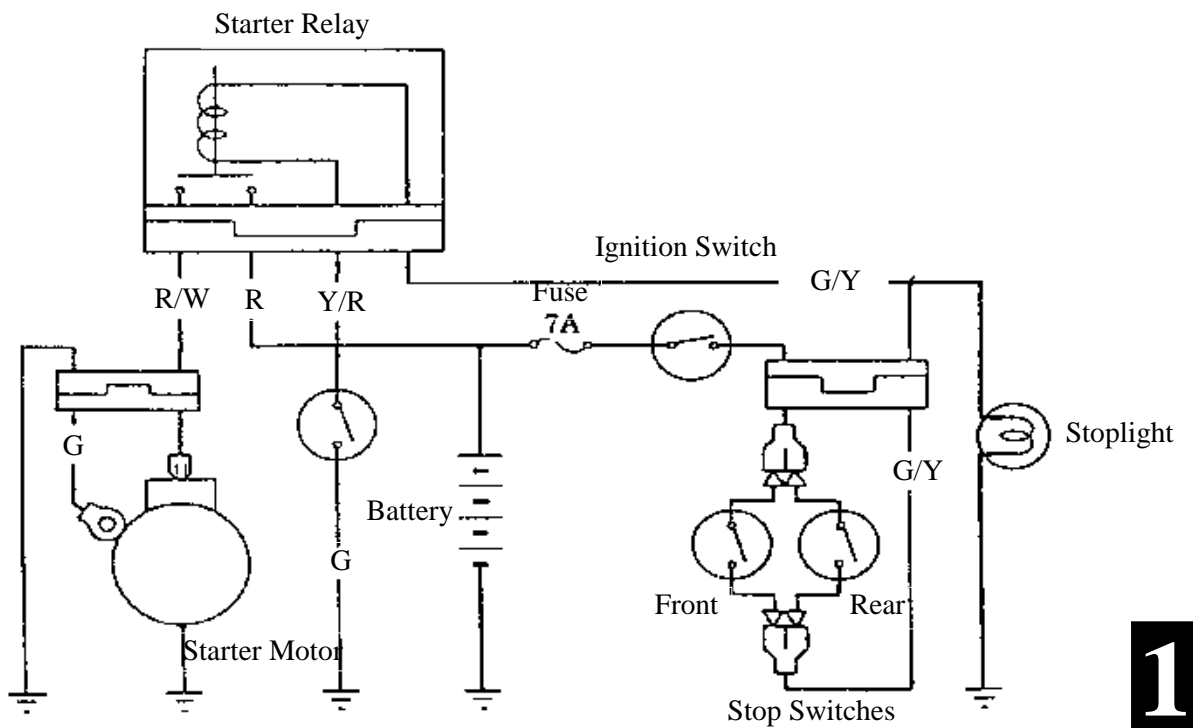 Starter Relay
Ignition Switch
R/W
R
Y/R
Fuse
7A
G/Y
G
Battery
G/Y
Stoplight
G
Front
Rear
Starter Motor
Stop Switches
1